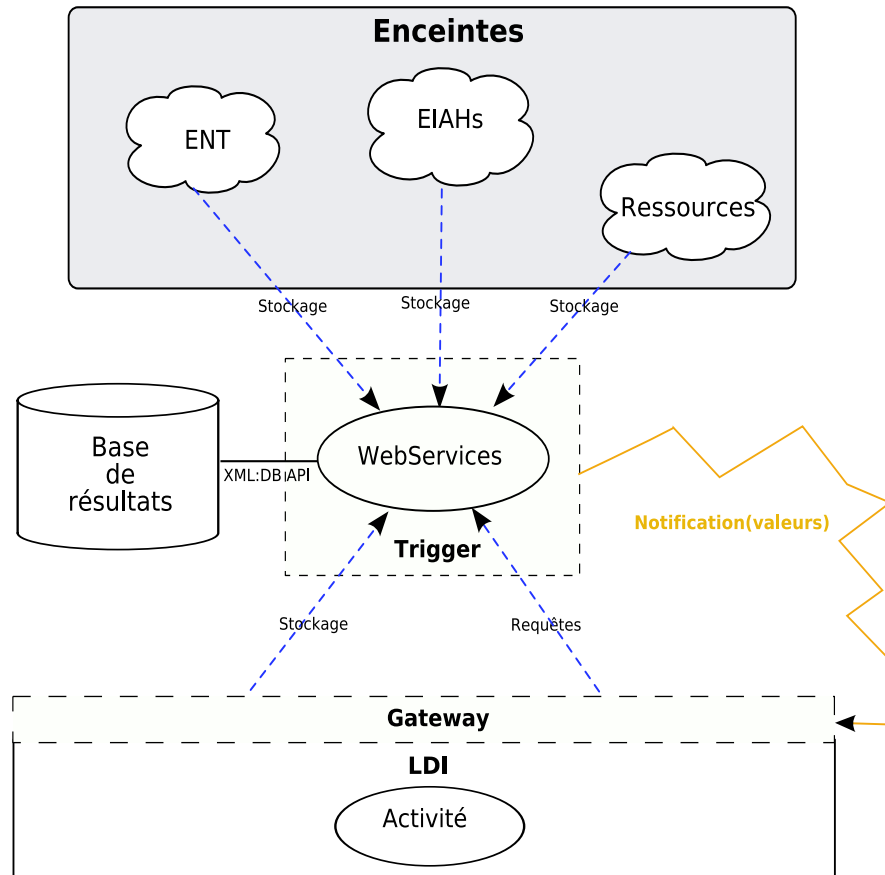 Enceintes
ENT
EIAHs
Ressources
Stockage
Stockage
Stockage
Base
de
résultats
XML:DB API
WebServices
Trigger
Notification(valeurs)
Stockage
Requêtes
Gateway
LDI
Activité